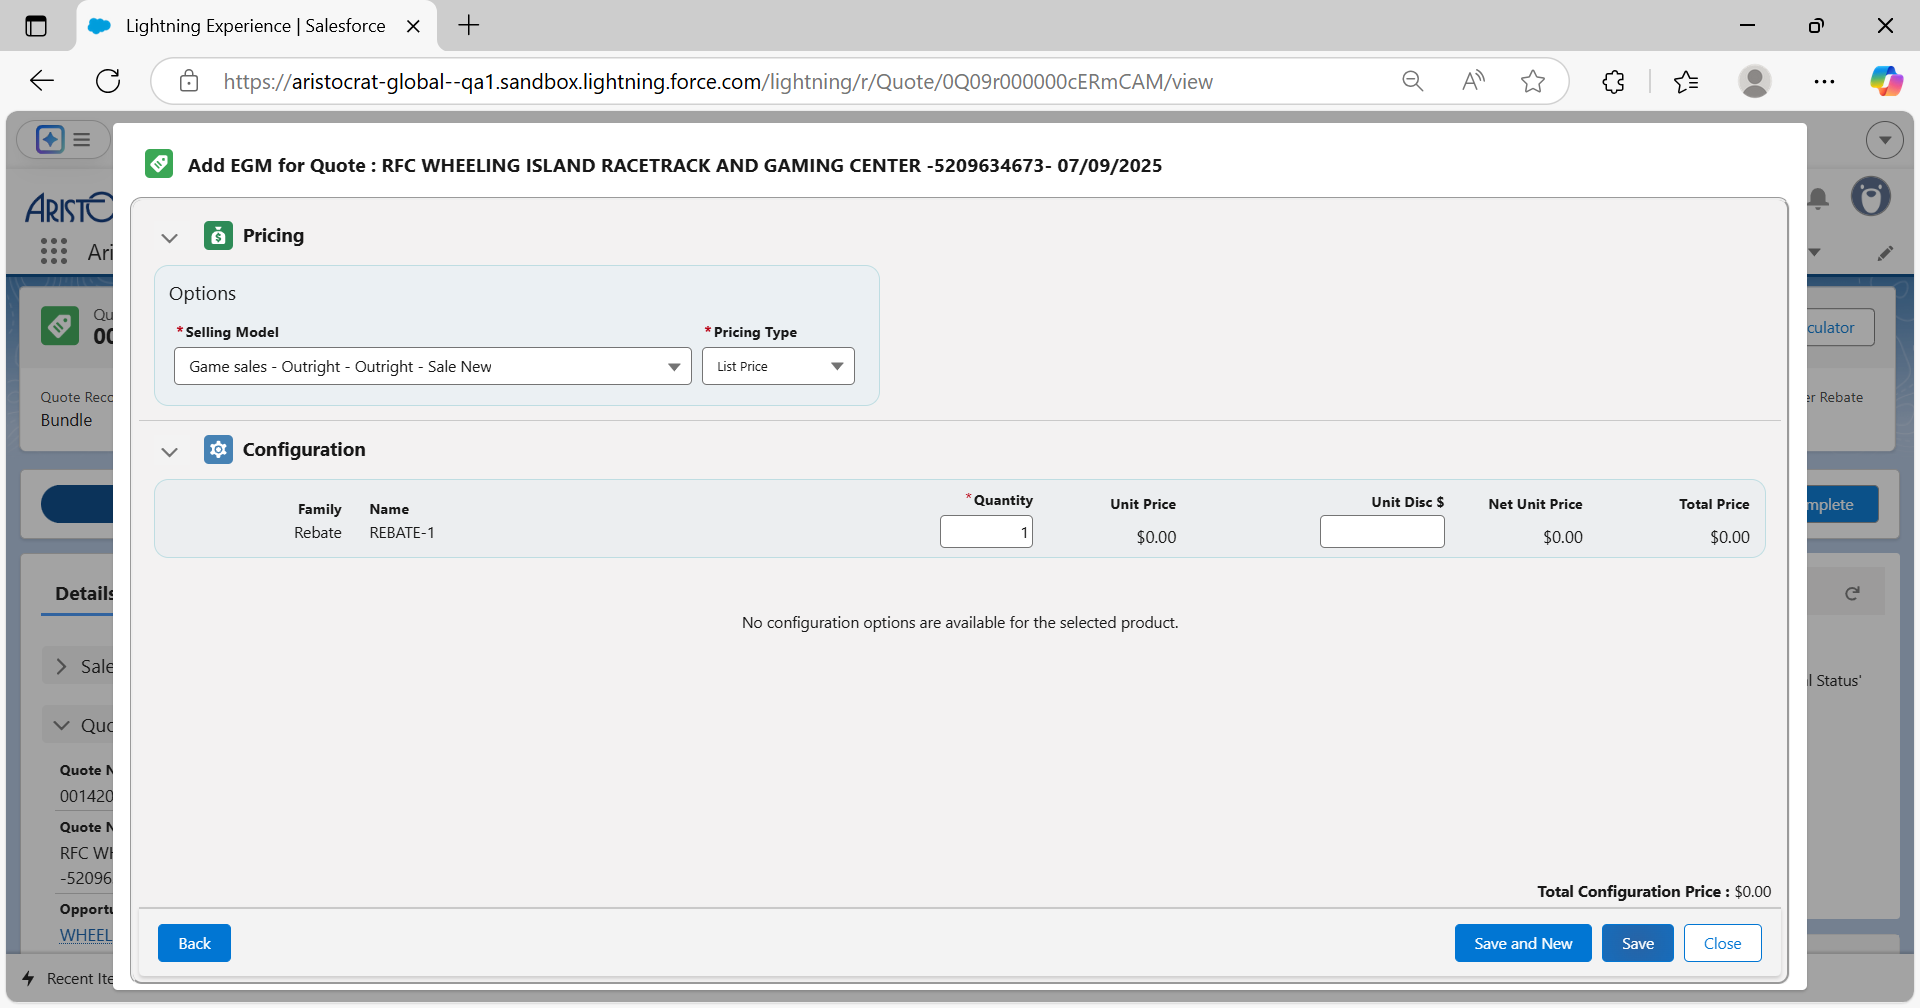 Lightning Experience | Salesforce
https://aristocrat-global--qa1.sandbox.lightning.force.com/lightning/r/Quote/0Q09r000000cERmCAM/view
Add EGM for Quote : RFC WHEELING ISLAND RACETRACK AND GAMING CENTER -5209634673- 07/09/2025
ARISTO
Ari
Pricing
Options
*Selling Model
*Pricing Type
Game sales - Outright - Outright - Sale New
List Price
Qu
00
culator
Quote Reco
Bundle
er Rebate
Configuration
Family
Name
*Quantity
Unit Price
Unit Disc $
Net Unit Price
Total Price
Rebate
REBATE-1
1
$0.00
$0.00
$0.00
mplete
Details
No configuration options are available for the selected product.
Sale
l Status'
Quo
Quote N
001420
Quote N
RFC WH
-52096
Opportu
WHEEL
Total Configuration Price : $0.00
Back
Save and New
Save
Close
Recent Ite